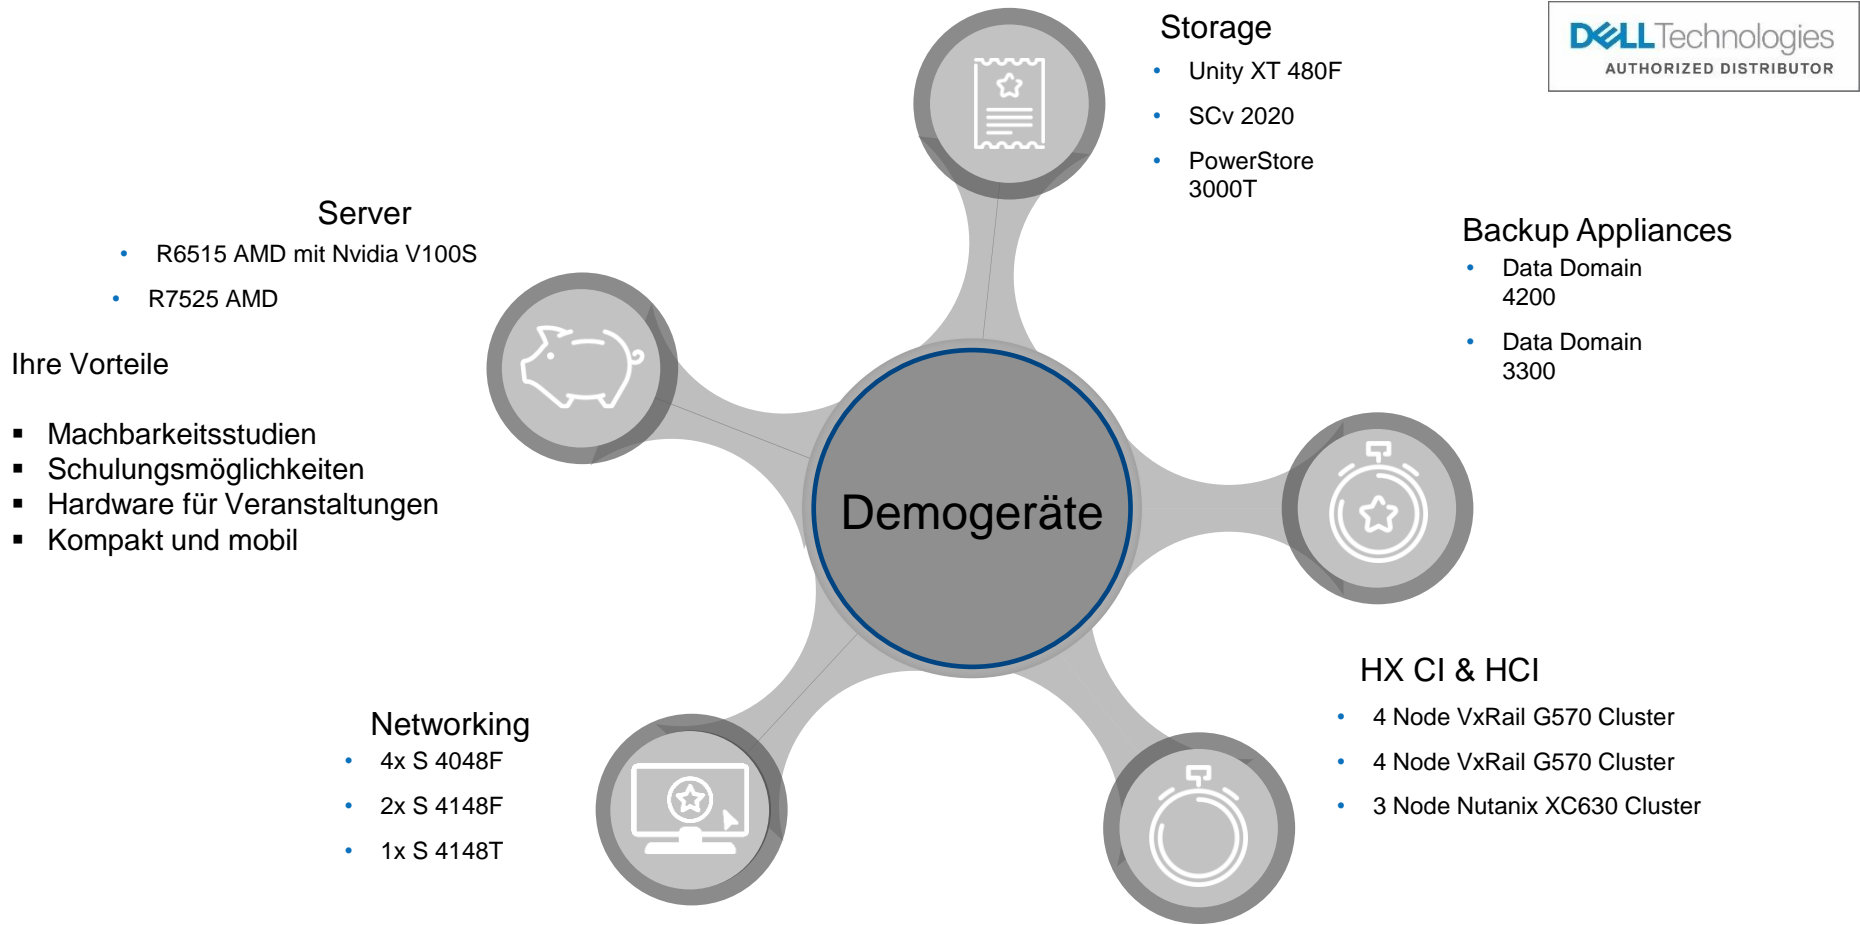 Storage
• Unity XT 480F
• SCv 2020
• PowerStore
3000T
DELLTechnologies
AUTHORIZED DISTRIBUTOR
Server
• R6515 AMD mit Nvidia V100S
• R7525 AMD
Backup Appliances
• Data Domain
4200
• Data Domain
3300
Ihre Vorteile
▪ Machbarkeitsstudien
▪ Schulungsmöglichkeiten
▪ Hardware für Veranstaltungen
▪ Kompakt und mobil
Demogeräte
Networking
• 4x S 4048F
• 2x S 4148F
• 1x S 4148T
HX CI & HCI
• 4 Node VxRail G570 Cluster
• 4 Node VxRail G570 Cluster
• 3 Node Nutanix XC630 Cluster